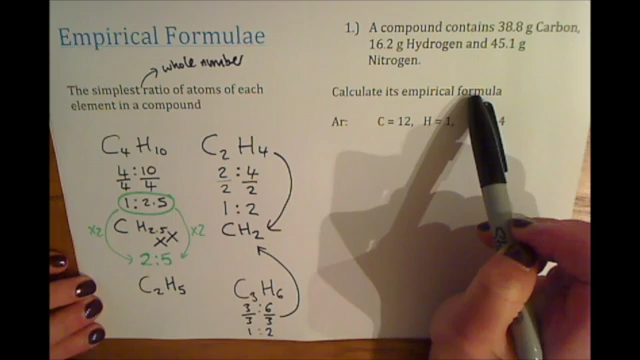 Empirical Formulae
whole number
The simplest ratio of atoms of each
element in a compound
C4H10
4/4 : 10/4
1 : 2.5
CH2.5
XX
x2
x2
2:5
C2H5
C2H4
2/2 : 4/2
1 : 2
CH2
C3H6
3/3 : 6/3
1 : 2
1.) A compound contains 38.8 g Carbon,
16.2 g Hydrogen and 45.1 g
Nitrogen.
Calculate its empirical formula
Ar: C = 12, H = 1, 4